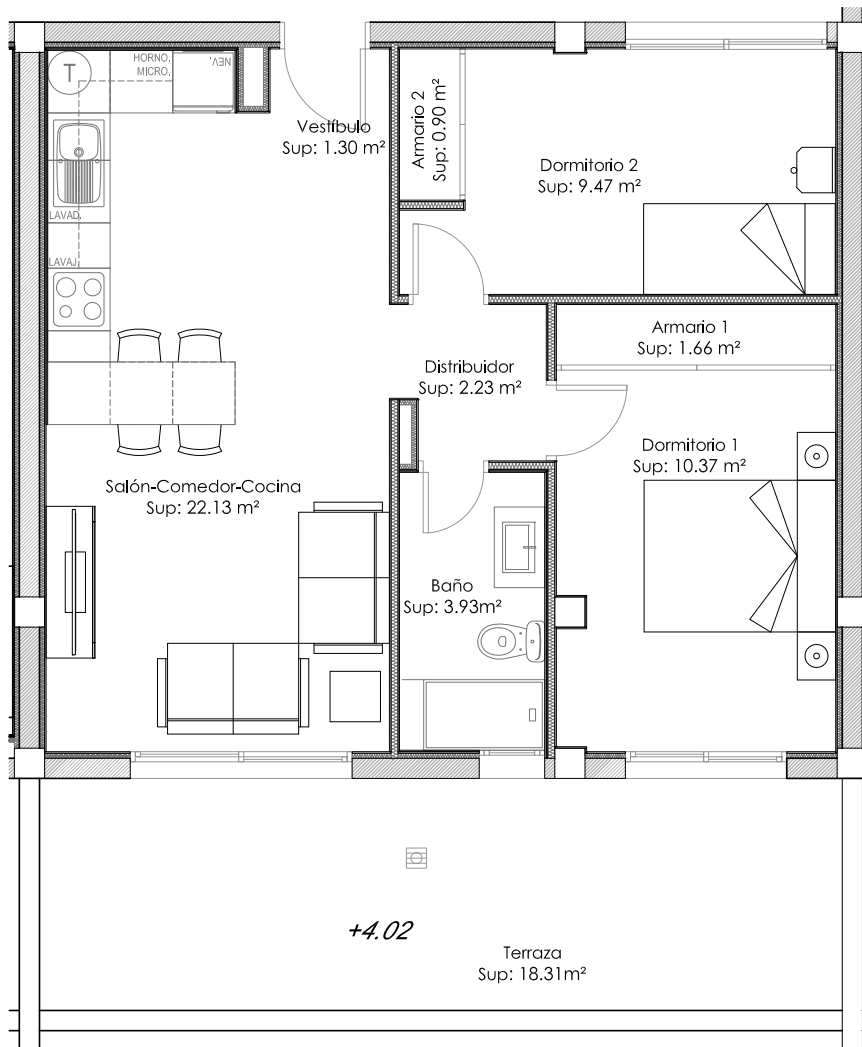 HORNO.
MICRO.
NEV.
T
Vestíbulo
Sup: 1.30 m²
Armario 2
Sup: 0.90 m²
Dormitorio 2
Sup: 9.47 m²
LAVAD.
LAVAJ.
Armario 1
Sup: 1.66 m²
Distribuidor
Sup: 2.23 m²
Dormitorio 1
Sup: 10.37 m²
Salón-Comedor-Cocina
Sup: 22.13 m²
Baño
Sup: 3.93m²
+4.02
Terraza
Sup: 18.31m²